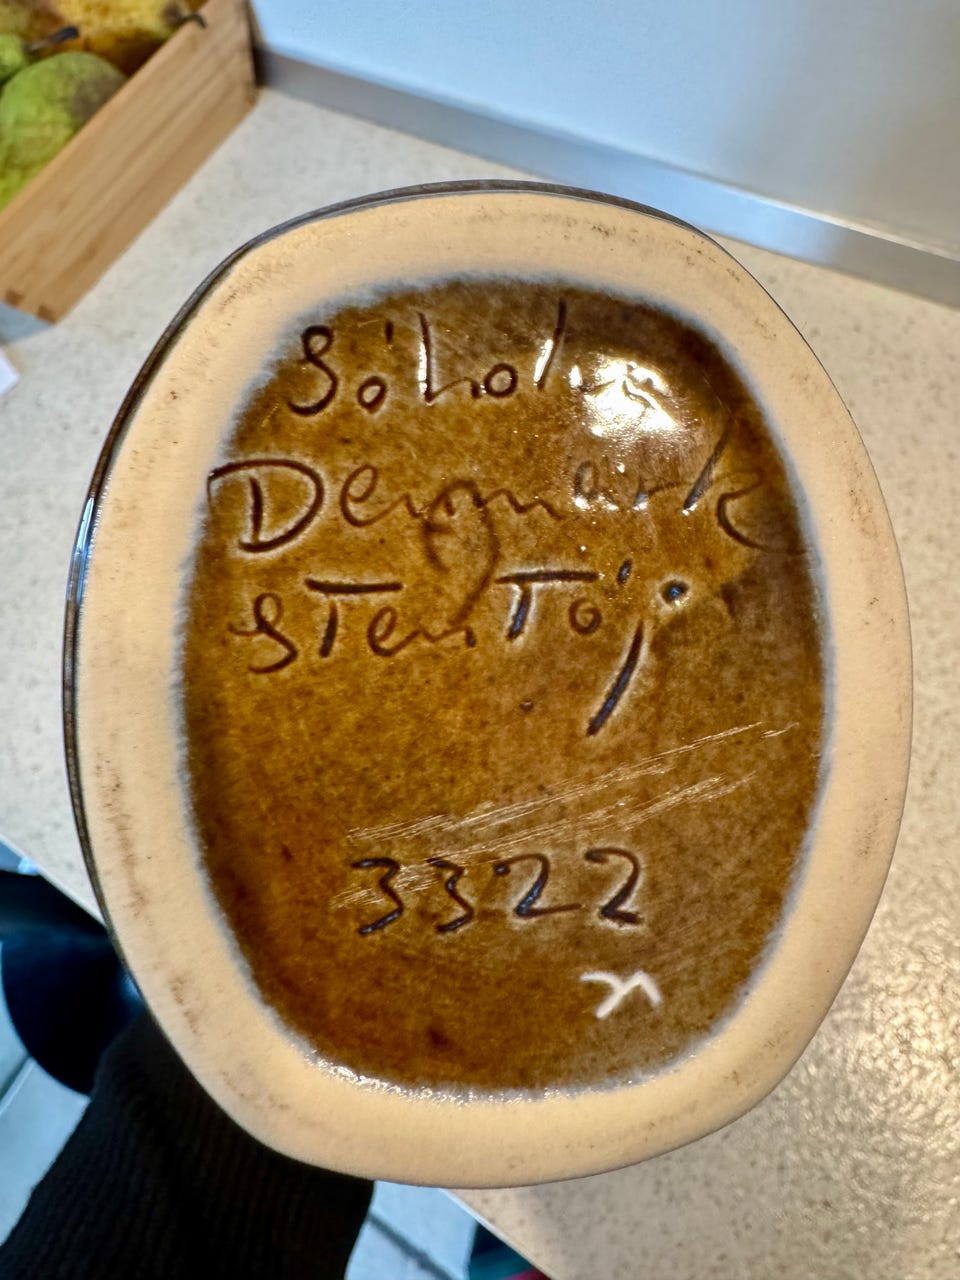 Søholm
Denmark
Stentøj
3322